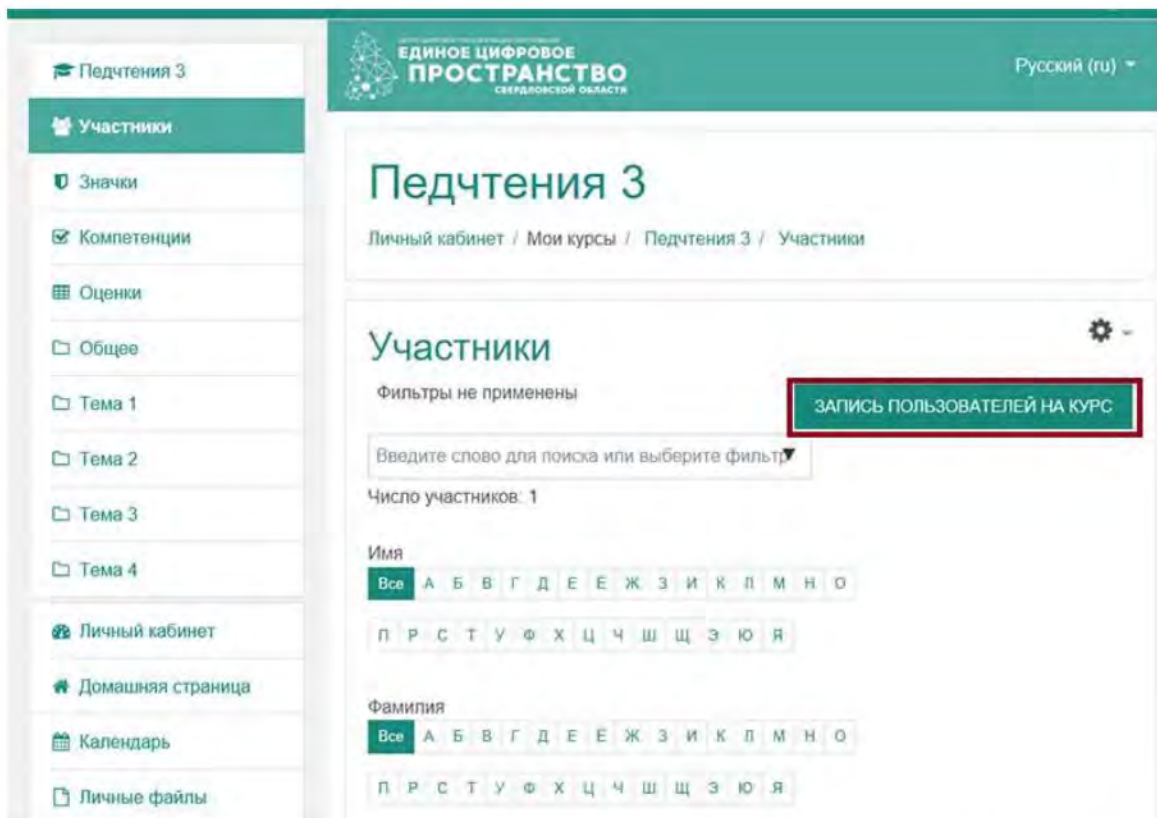 Педчтения 3
Участники
Значки
Компетенции
Оценки
Общее
Тема 1
Тема 2
Тема 3
Тема 4
Личный кабинет
Домашняя страница
Календарь
Личные файлы
ЕДИНОЕ ЦИФРОВОЕ
ПРОСТРАНСТВО
СВЕРДЛОВСКОЙ ОБЛАСТИ
Русский (ru)
Педчтения 3
Личный кабинет / Мои курсы / Педчтения 3 / Участники
Участники
Фильтры не применены
ЗАПИСЬ ПОЛЬЗОВАТЕЛЕЙ НА КУРС
Введите слово для поиска или выберите фильтр
Число участников: 1
Имя
Все А Б В Г Д Е Ё Ж З И К Л М Н О
П Р С Т У Ф Х Ц Ч Ш Щ Э Ю Я
Фамилия
Все А Б В Г Д Е Ё Ж З И К Л М Н О
П Р С Т У Ф Х Ц Ч Ш Щ Э Ю Я